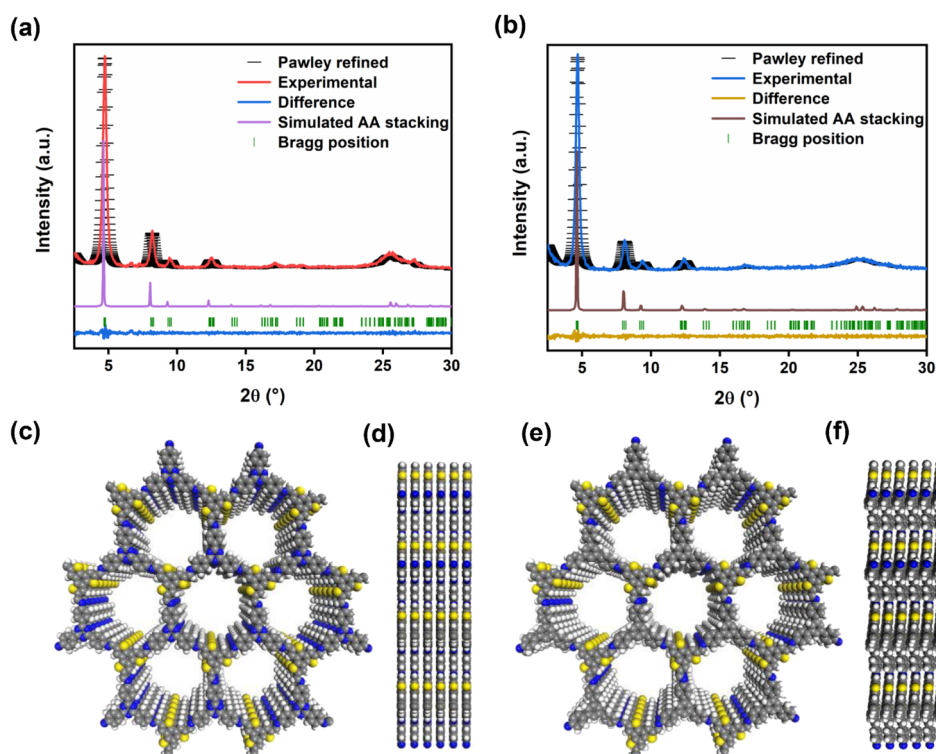 (a)
Pawley refined
Experimental
Difference
Simulated AA stacking
Bragg position
Intensity (a.u.)
5 10 15 20 25 30
2θ (°)
(b)
Pawley refined
Experimental
Difference
Simulated AA stacking
Bragg position
Intensity (a.u.)
5 10 15 20 25 30
2θ (°)
(c)
(d)
(e)
(f)